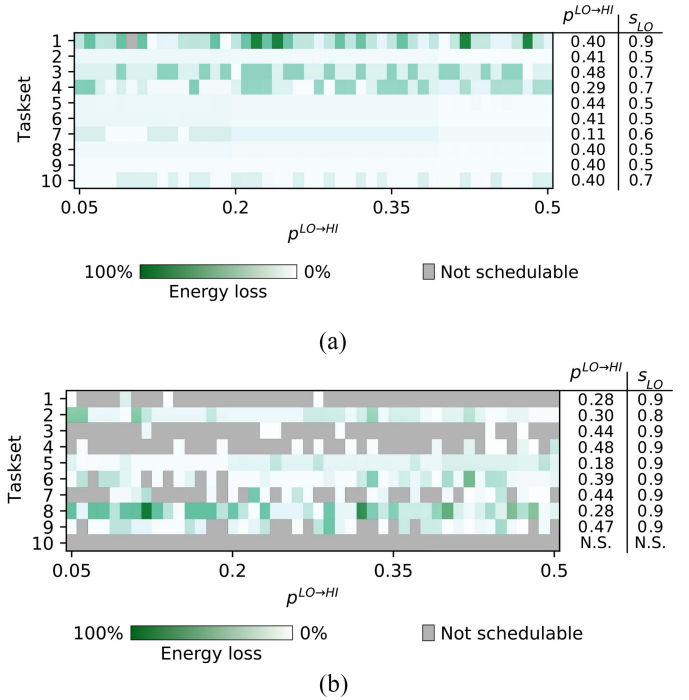 p^{LO→HI} s_{LO}
Taskset
1 0.40 0.9
2 0.41 0.5
3 0.48 0.7
4 0.29 0.7
5 0.44 0.5
6 0.41 0.5
7 0.11 0.6
8 0.40 0.5
9 0.40 0.5
10 0.40 0.7
0.05 0.2 0.35 0.5
p^{LO→HI}
100% 0% Not schedulable
Energy loss
(a)
p^{LO→HI} s_{LO}
Taskset
1 0.28 0.9
2 0.30 0.8
3 0.44 0.9
4 0.48 0.9
5 0.18 0.9
6 0.39 0.9
7 0.44 0.9
8 0.28 0.9
9 0.47 0.9
10 N.S. N.S.
0.05 0.2 0.35 0.5
p^{LO→HI}
100% 0% Not schedulable
Energy loss
(b)